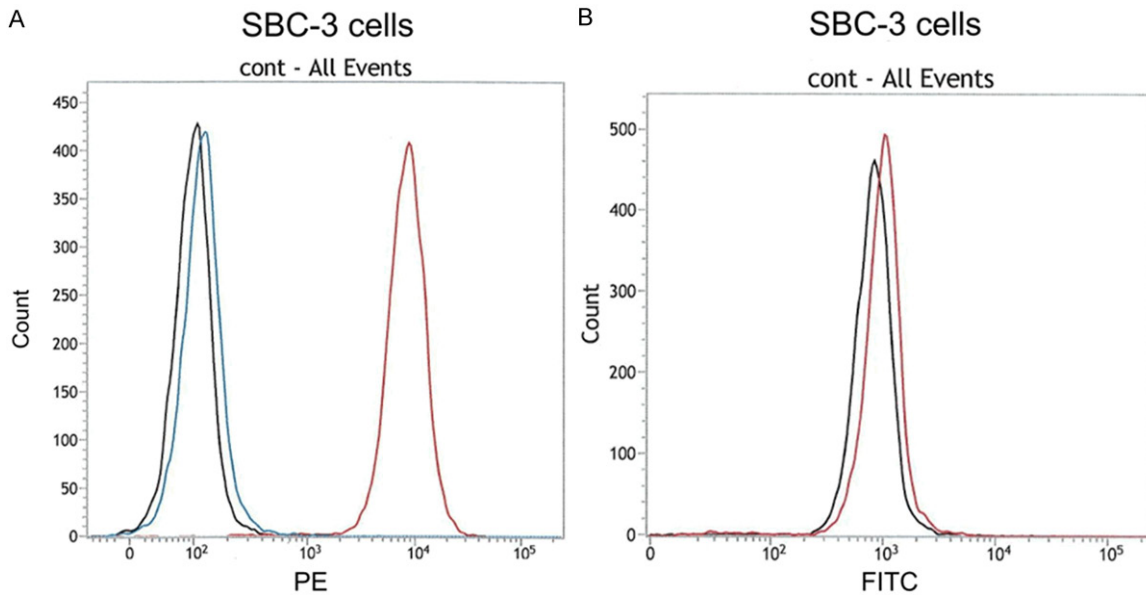 A
SBC-3 cells
cont - All Events
450
400
350
300
250
200
150
100
50
0
Count
0 10² 10³ 10⁴ 10⁵
PE
B
SBC-3 cells
cont - All Events
500
400
300
200
100
0
Count
0 10² 10³ 10⁴ 10⁵
FITC